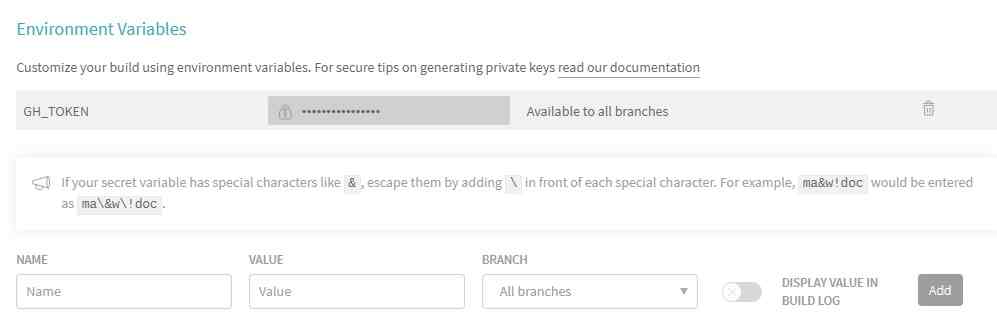 Environment Variables
Customize your build using environment variables. For secure tips on generating private keys read our documentation
GH_TOKEN •••••••••••••••• Available to all branches
If your secret variable has special characters like & , escape them by adding \ in front of each special character. For example, ma&w!doc would be entered
as ma\&w\!doc .
NAME VALUE BRANCH
Name Value All branches DISPLAY VALUE IN
BUILD LOG Add